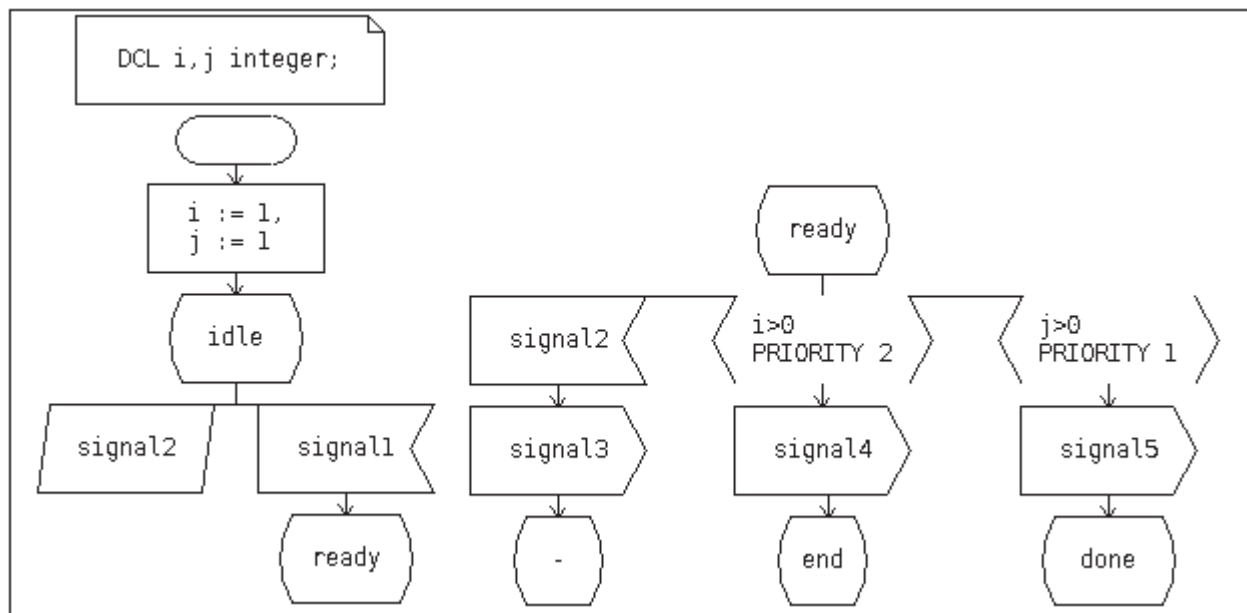 DCL i,j integer;
i := 1,
j := 1
idle
signal2
signal1
ready
ready
signal2
i>0
PRIORITY 2
j>0
PRIORITY 1
signal3
signal4
signal5
-
end
done